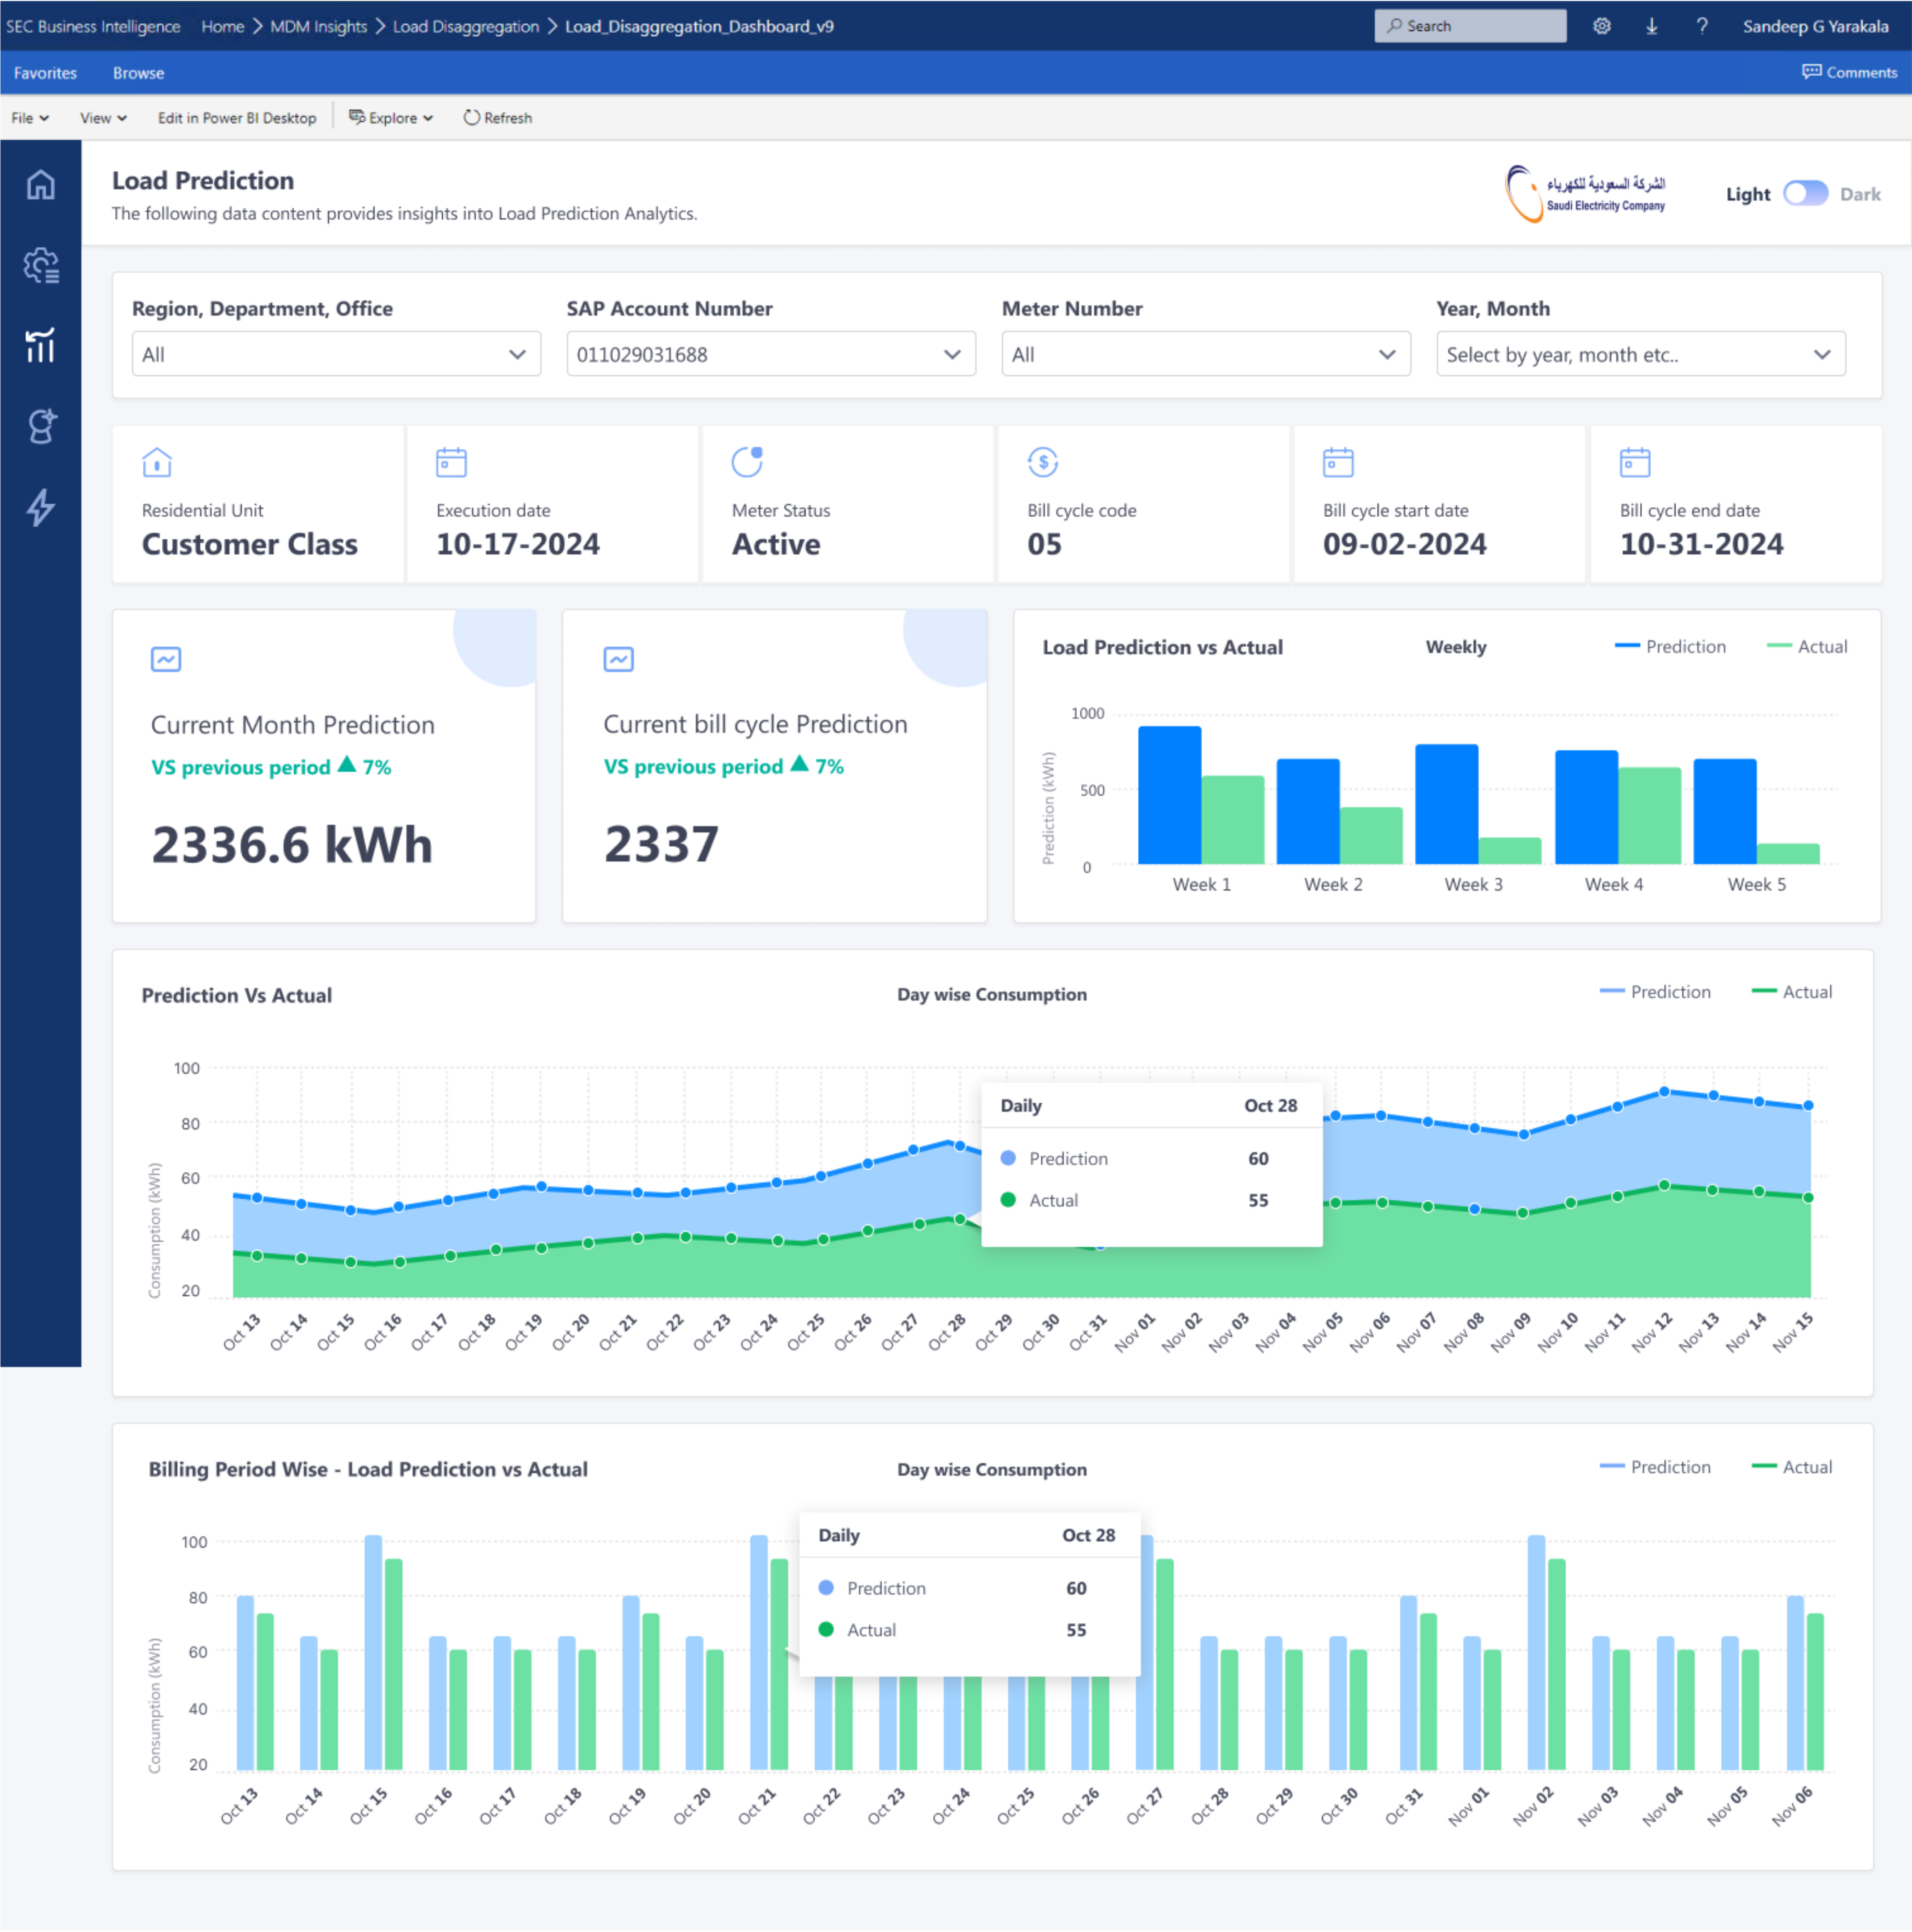 SEC Business Intelligence Home > MDM Insights > Load Disaggregation > Load_Disaggregation_Dashboard_v9 Search ? Sandeep G Yarakala
Favorites Browse Comments
File View Edit in Power BI Desktop Explore Refresh
Load Prediction
The following data content provides insights into Load Prediction Analytics.
الشركة السعودية للكهرباء
Saudi Electricity Company
Light Dark
Region, Department, Office
All
SAP Account Number
011029031688
Meter Number
All
Year, Month
Select by year, month etc..
Residential Unit
Customer Class
Execution date
10-17-2024
Meter Status
Active
Bill cycle code
05
Bill cycle start date
09-02-2024
Bill cycle end date
10-31-2024
Current Month Prediction
VS previous period ▲ 7%
2336.6 kWh
Current bill cycle Prediction
VS previous period ▲ 7%
2337
Load Prediction vs Actual Weekly Prediction Actual
Prediction (kWh)
1000
500
0
Week 1 Week 2 Week 3 Week 4 Week 5
Prediction Vs Actual Day wise Consumption Prediction Actual
Consumption (kWh)
100
80
60
40
20
Daily Oct 28
Prediction 60
Actual 55
Oct 13 Oct 14 Oct 15 Oct 16 Oct 17 Oct 18 Oct 19 Oct 20 Oct 21 Oct 22 Oct 23 Oct 24 Oct 25 Oct 26 Oct 27 Oct 28 Oct 29 Oct 30 Oct 31 Nov 01 Nov 02 Nov 03 Nov 04 Nov 05 Nov 06 Nov 07 Nov 08 Nov 09 Nov 10 Nov 11 Nov 12 Nov 13 Nov 14 Nov 15
Billing Period Wise - Load Prediction vs Actual Day wise Consumption Prediction Actual
Consumption (kWh)
100
80
60
40
20
Daily Oct 28
Prediction 60
Actual 55
Oct 13 Oct 14 Oct 15 Oct 16 Oct 17 Oct 18 Oct 19 Oct 20 Oct 21 Oct 22 Oct 23 Oct 24 Oct 25 Oct 26 Oct 27 Oct 28 Oct 29 Oct 30 Oct 31 Nov 01 Nov 02 Nov 03 Nov 04 Nov 05 Nov 06